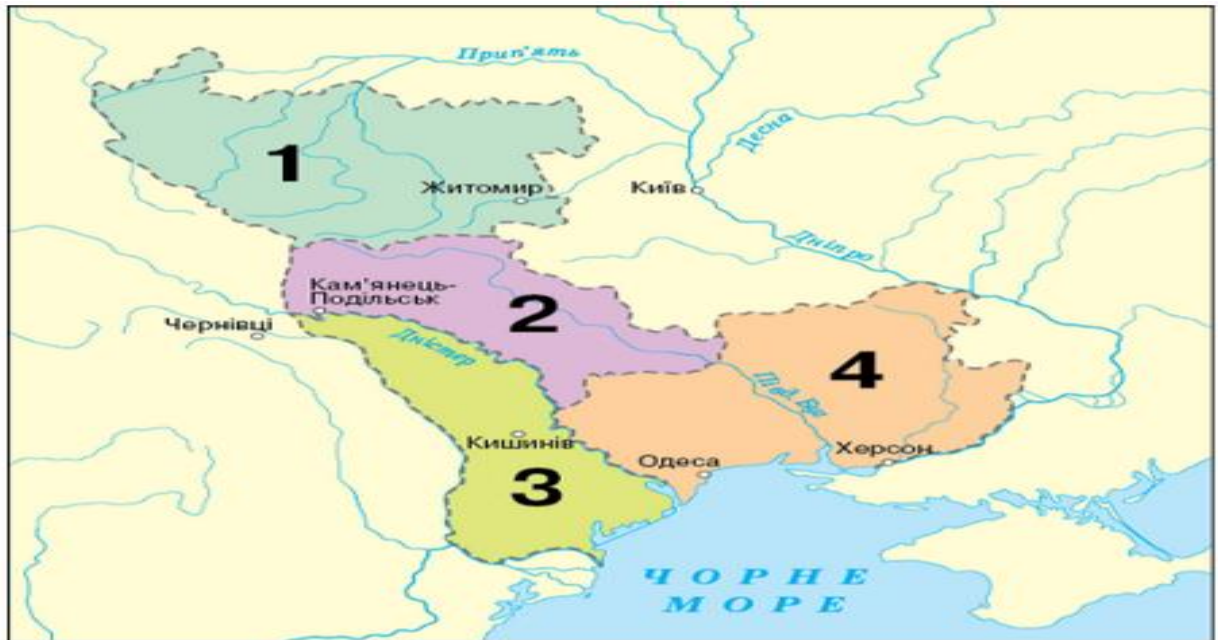 Прип'ять
Десна
1
Житомир
Київ
Дніпро
Кам'янець-
Подільськ
2
Чернівці
Дністер
4
Півд. Буг
Кишинів
Одеса
Херсон
3
ЧОРНЕ
МОРЕ